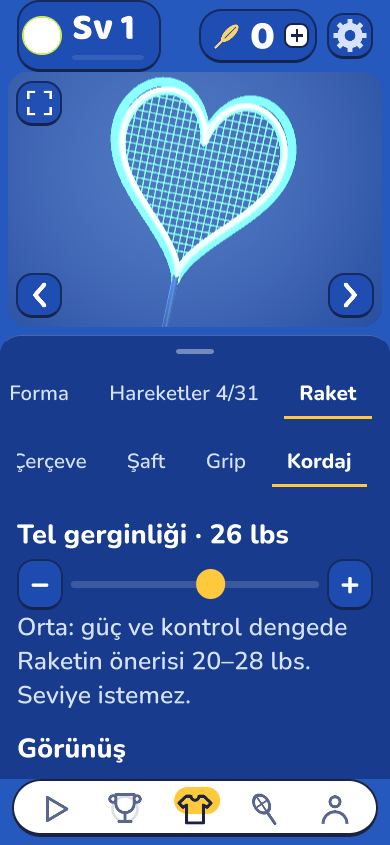 Sv 1
0
Forma Hareketler 4/31 Raket
Çerçeve Şaft Grip Kordaj
Tel gerginliği · 26 lbs
Orta: güç ve kontrol dengede
Raketin önerisi 20–28 lbs.
Seviye istemez.
Görünüş